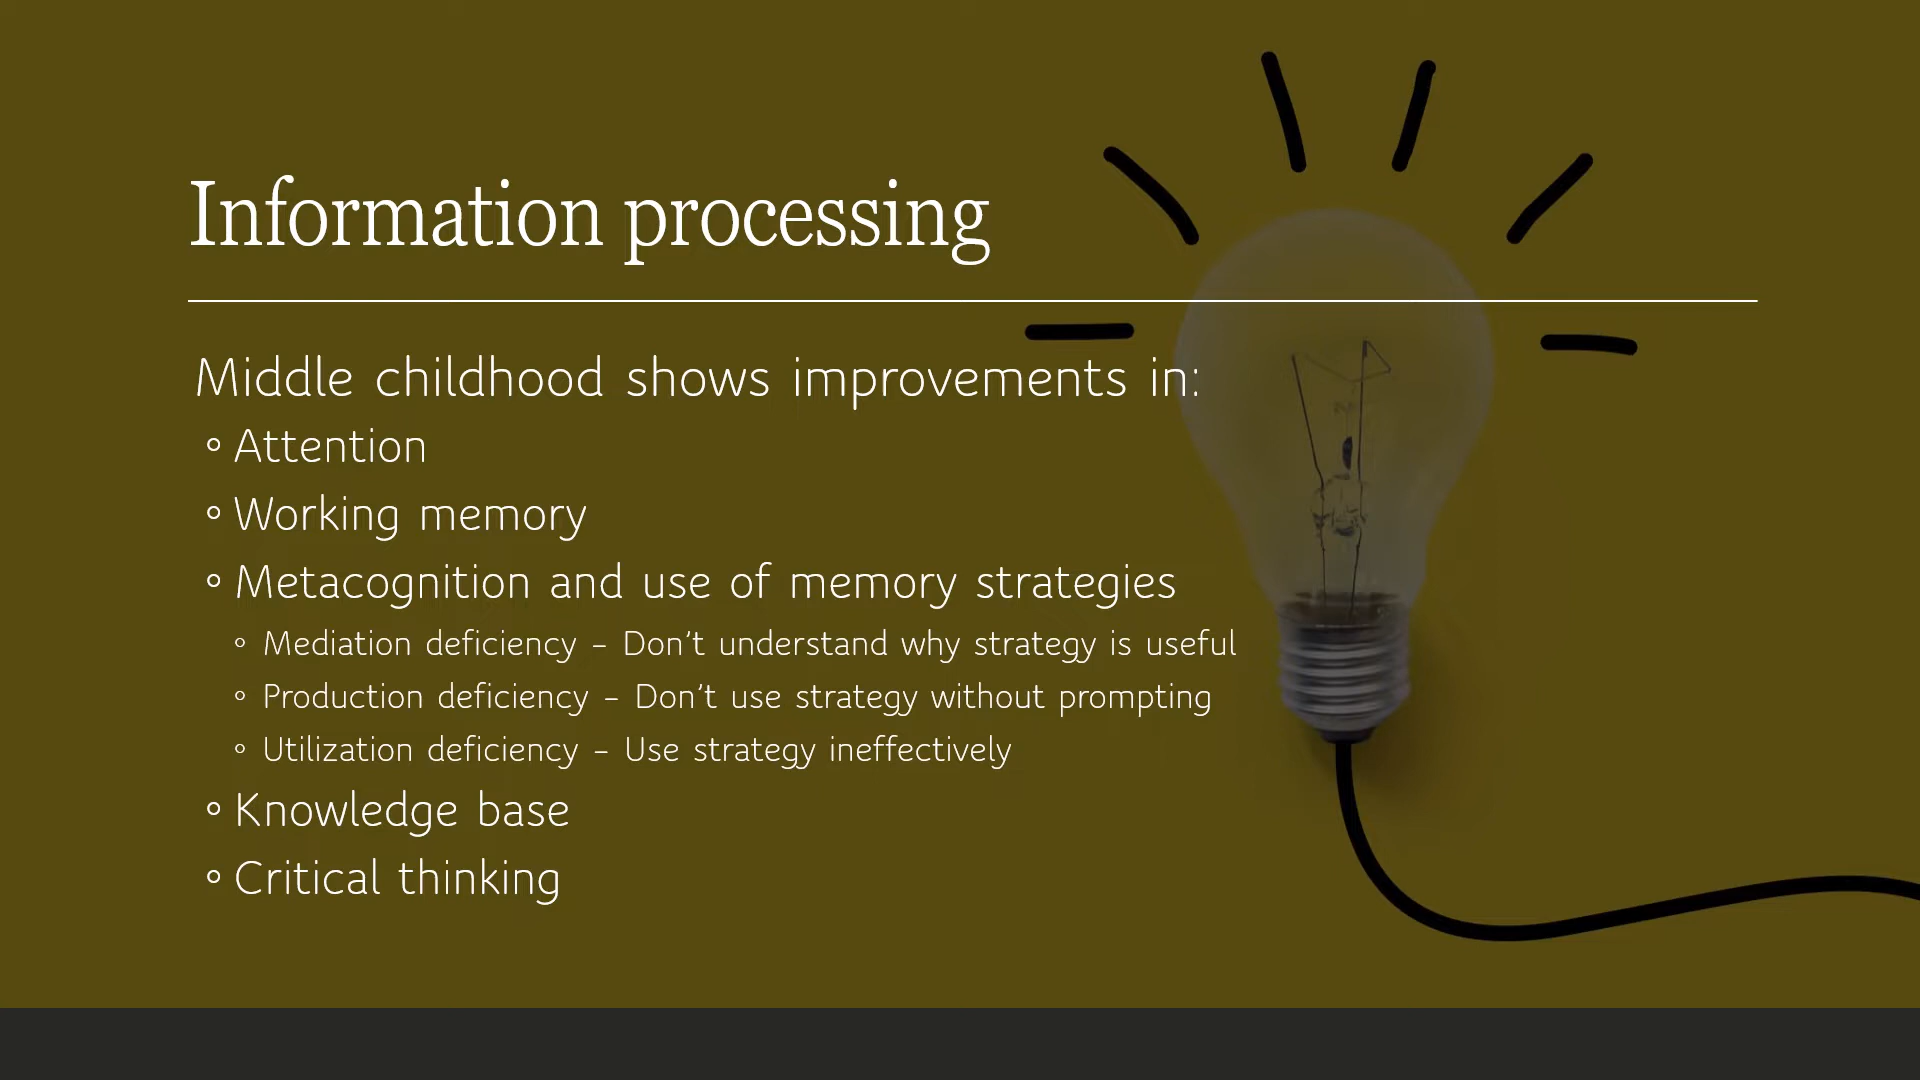 Information processing
Middle childhood shows improvements in:
◦ Attention
◦ Working memory
◦ Metacognition and use of memory strategies
◦ Mediation deficiency – Don’t understand why strategy is useful
◦ Production deficiency – Don’t use strategy without prompting
◦ Utilization deficiency – Use strategy ineffectively
◦ Knowledge base
◦ Critical thinking